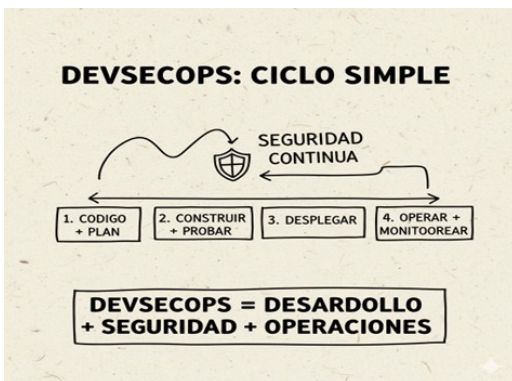 DEVSECOPS: CICLO SIMPLE
SEGURIDAD
CONTINUA
1. CODIGO
+ PLAN
2. CONSTRUIR
+ PROBAR
3. DESPLEGAR
4. OPERAR +
MONITOOREAR
DEVSECOPS = DESARDOLLO
+ SEGURIDAD + OPERACIONES